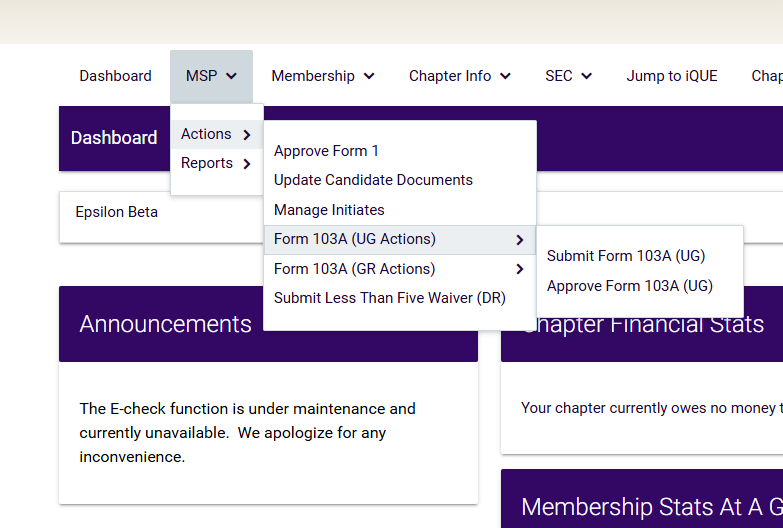 Dashboard MSP Membership Chapter Info SEC Jump to iQUE
Dashboard
Actions
Reports
Approve Form 1
Update Candidate Documents
Manage Initiates
Form 103A (UG Actions)
Form 103A (GR Actions)
Submit Less Than Five Waiver (DR)
Submit Form 103A (UG)
Approve Form 103A (UG)
Epsilon Beta
Announcements
The E-check function is under maintenance and
currently unavailable.  We apologize for any
inconvenience.
Chapter Financial Stats
Your chapter currently owes no money
Membership Stats At A